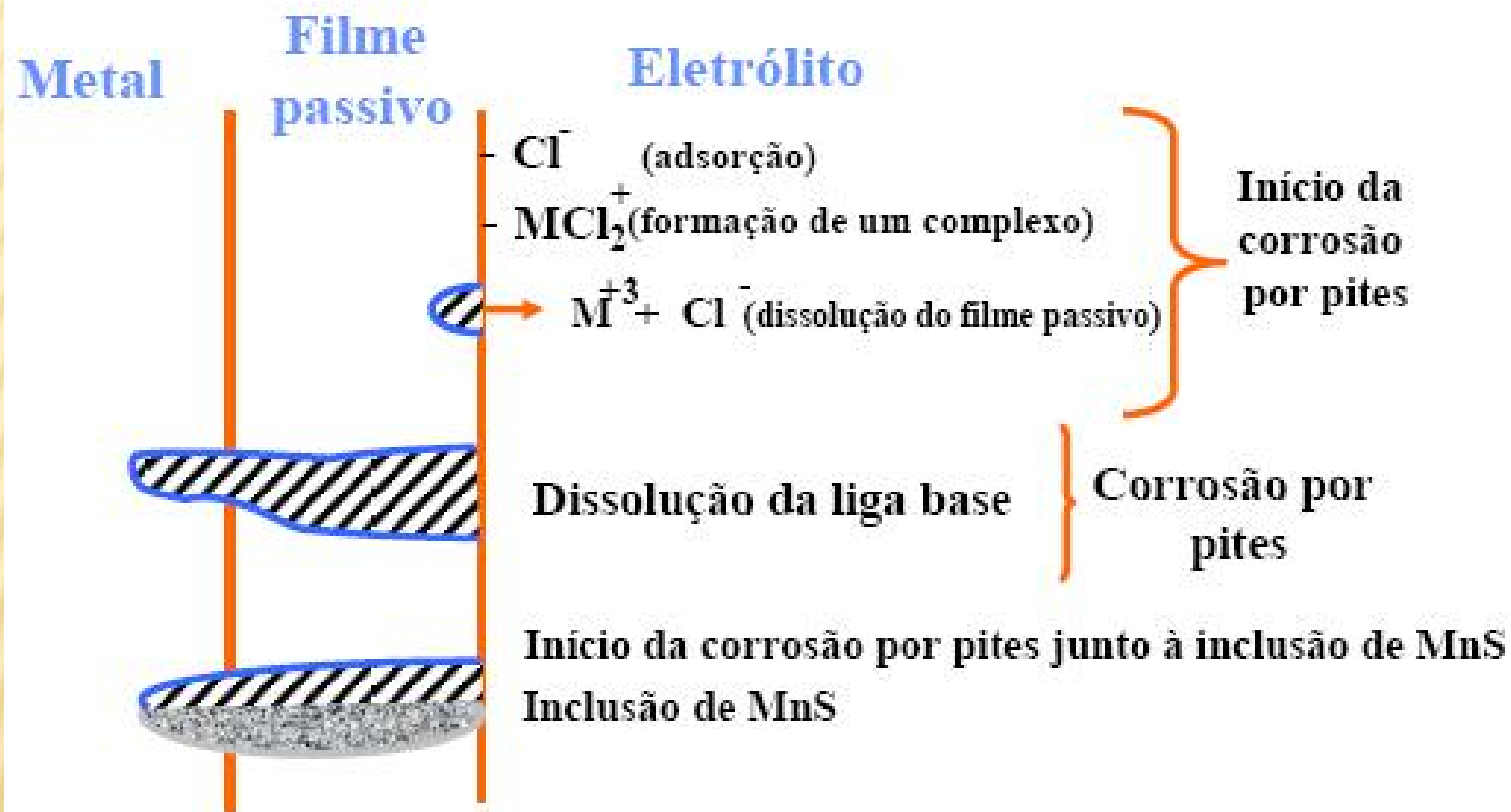 Metal
Filme
passivo
Eletrólito
Cl⁻ (adsorção)
MCl₂⁺ (formação de um complexo)
M⁺³ + Cl⁻ (dissolução do filme passivo)
Início da
corrosão
por pites
Dissolução da liga base
Corrosão por
pites
Início da corrosão por pites junto à inclusão de MnS
Inclusão de MnS